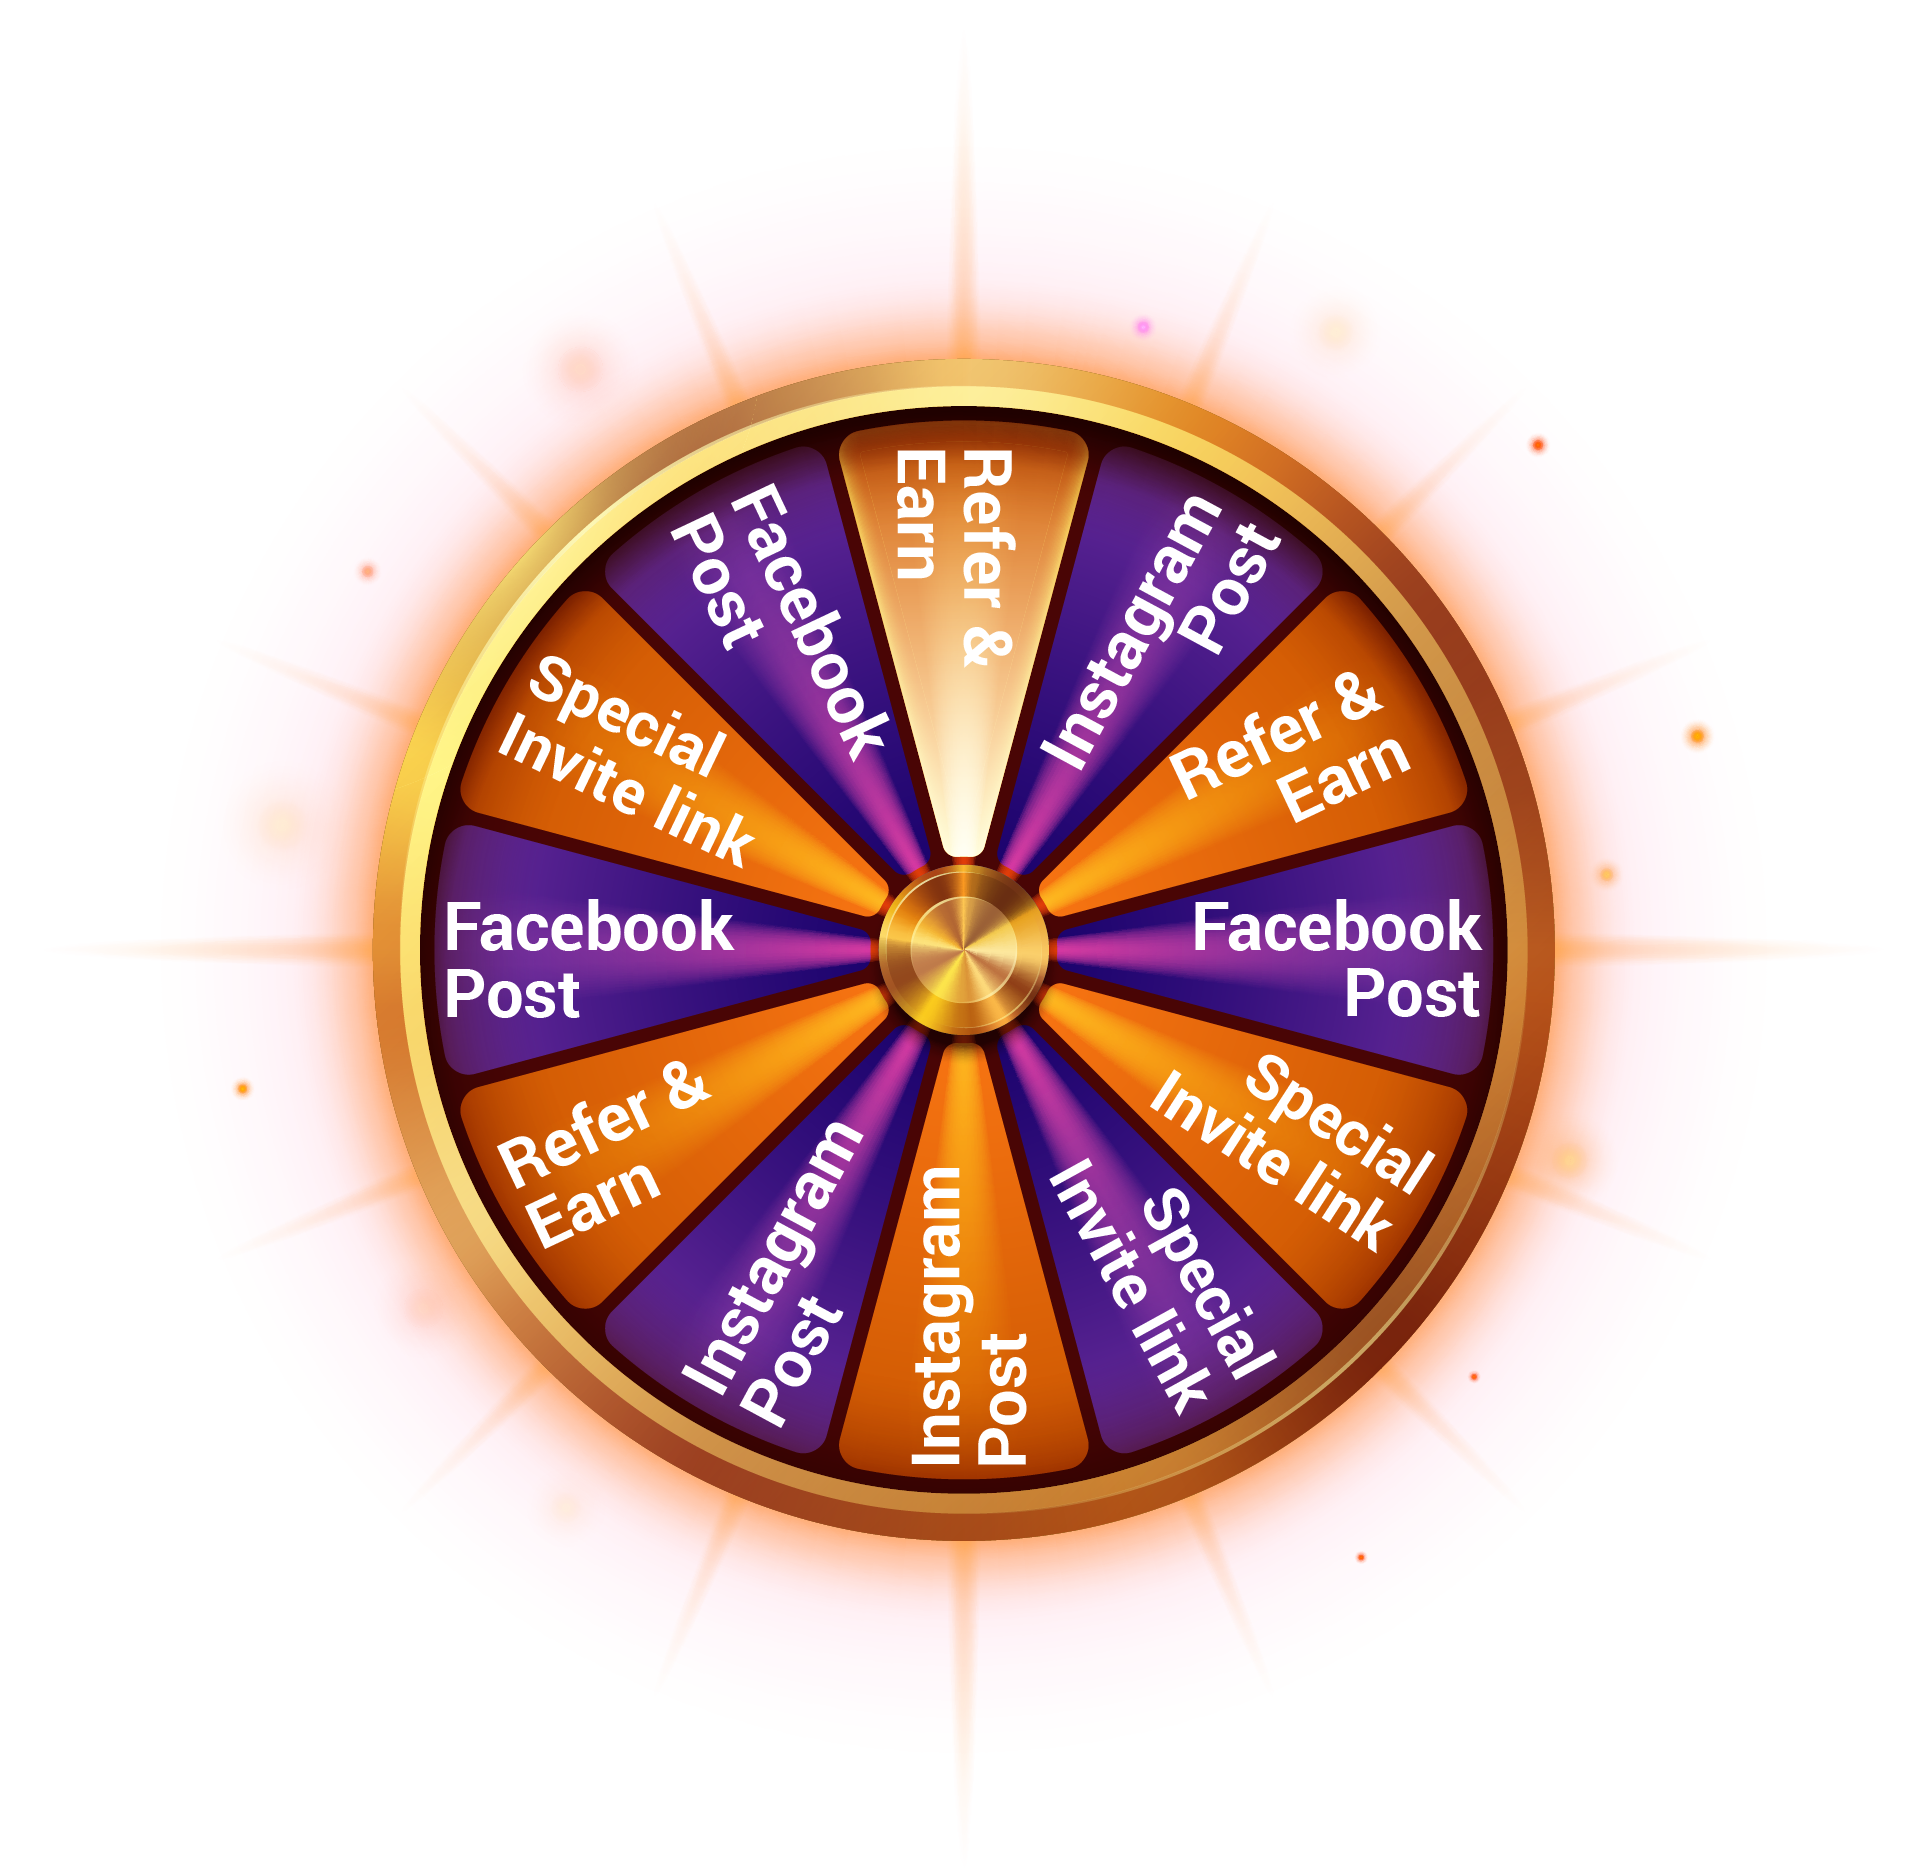 Refer &
Earn
Instagram
Post
Refer &
Earn
Facebook
Post
Special
Invite link
Special
Invite link
Instagram
Post
Instagram
Post
Refer &
Earn
Facebook
Post
Special
Invite link
Facebook
Post